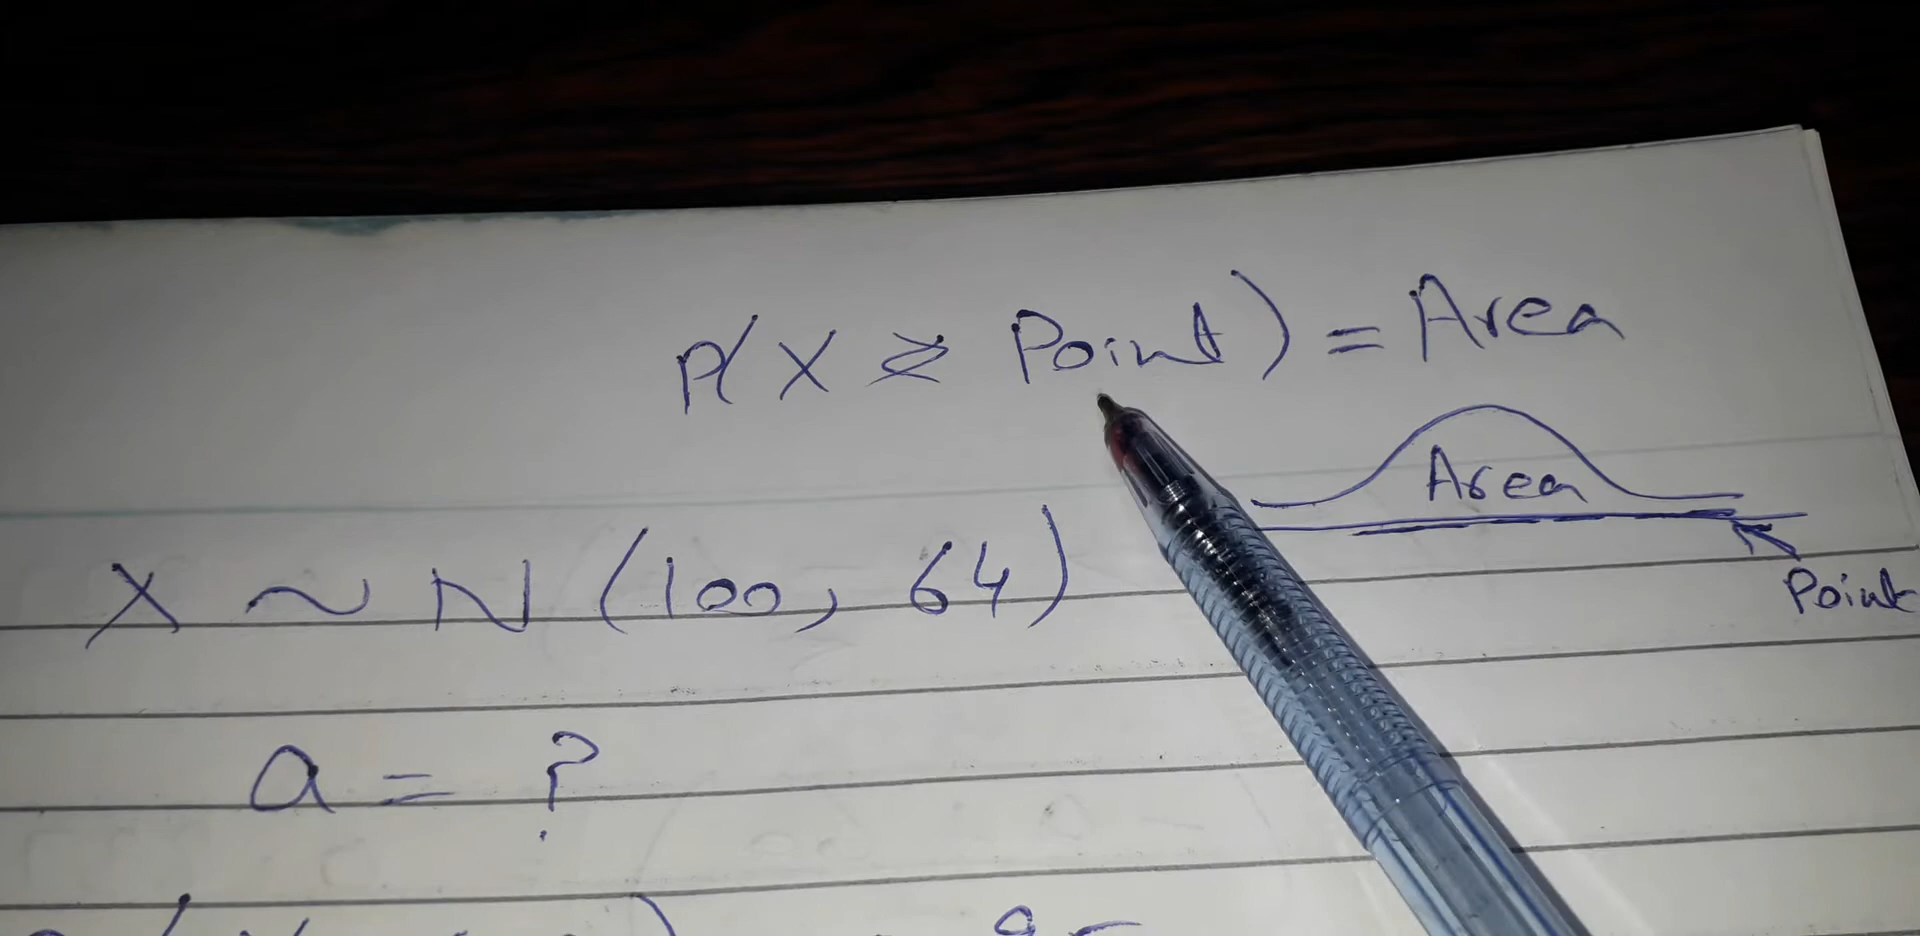 P(X ≷ Point) = Area
Area
Point
X ~ N (100, 64)
a = ?